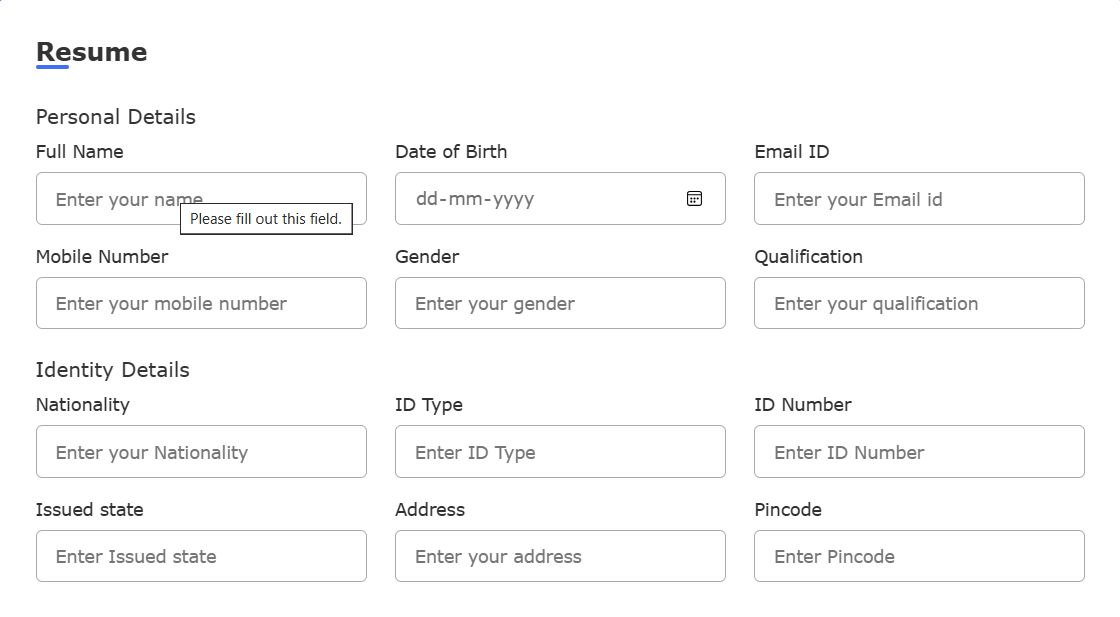 Resume
Personal Details
Full Name Date of Birth Email ID
Enter your name dd-mm-yyyy Enter your Email id
Please fill out this field.
Mobile Number Gender Qualification
Enter your mobile number Enter your gender Enter your qualification
Identity Details
Nationality ID Type ID Number
Enter your Nationality Enter ID Type Enter ID Number
Issued state Address Pincode
Enter Issued state Enter your address Enter Pincode